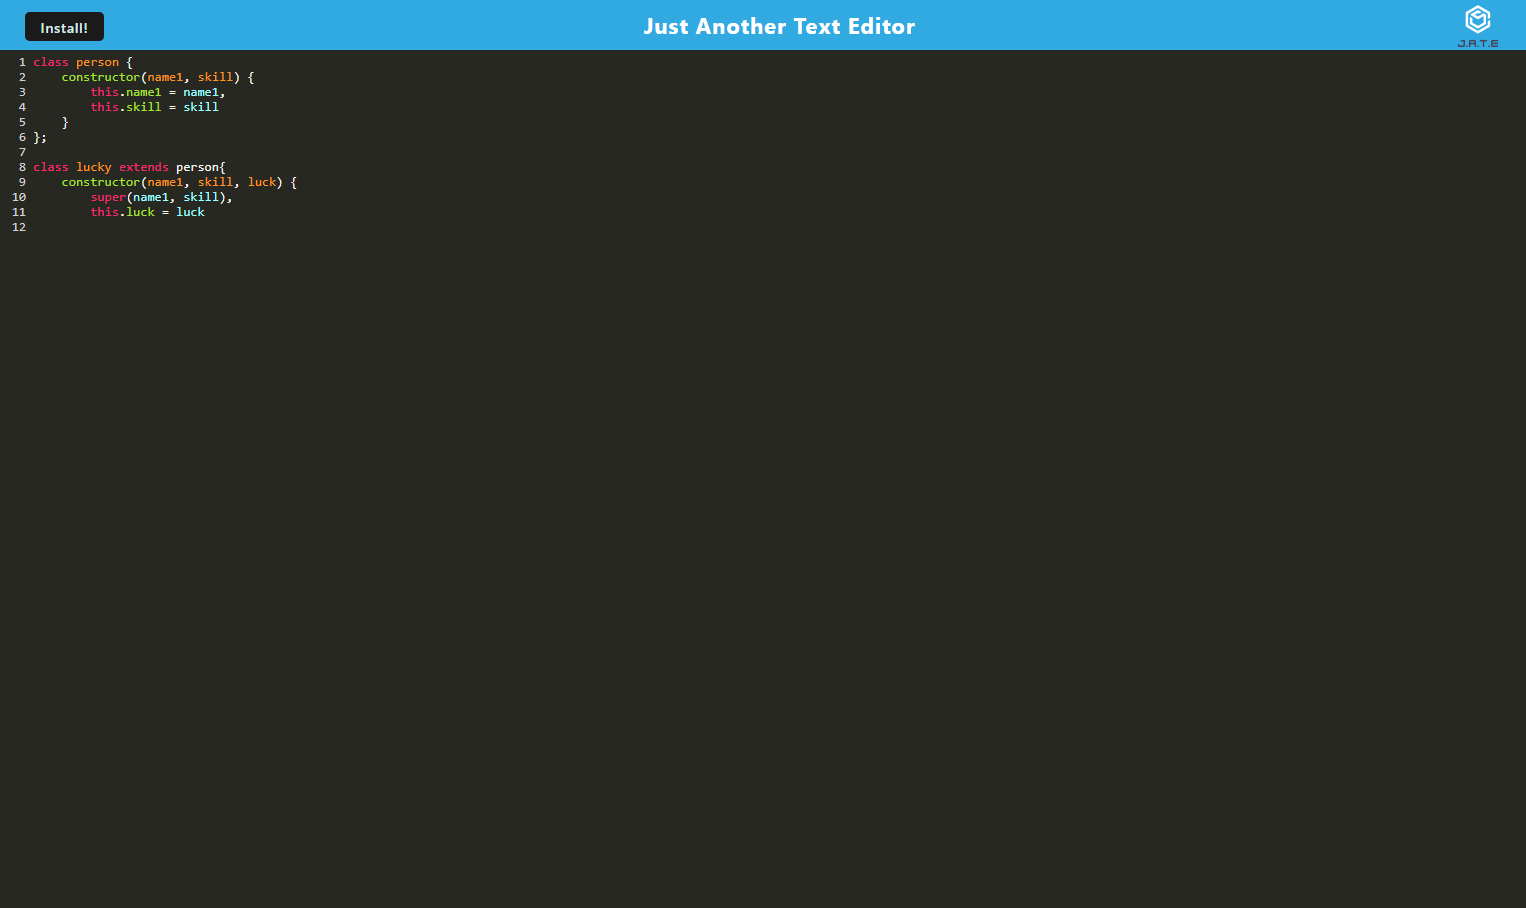 Install!
Just Another Text Editor
J.A.T.E
1 class person {
2     constructor(name1, skill) {
3         this.name1 = name1,
4         this.skill = skill
5     }
6 };
7
8 class lucky extends person{
9     constructor(name1, skill, luck) {
10         super(name1, skill),
11         this.luck = luck
12